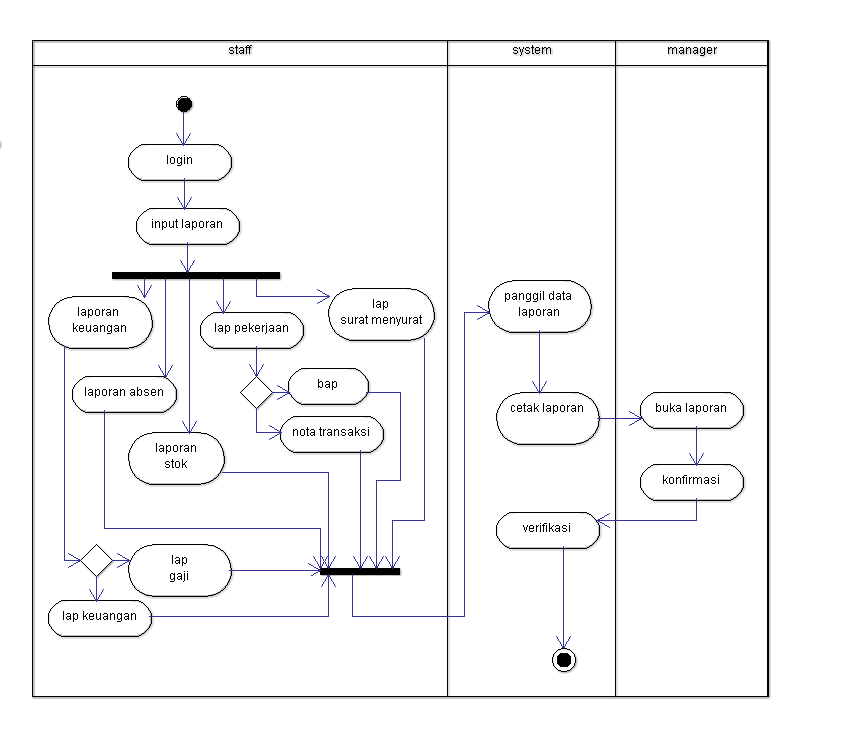 staff
system
manager
login
input laporan
laporan
keuangan
lap pekerjaan
lap
surat menyurat
panggil data
laporan
laporan absen
bap
cetak laporan
buka laporan
nota transaksi
laporan
stok
konfirmasi
verifikasi
lap
gaji
lap keuangan